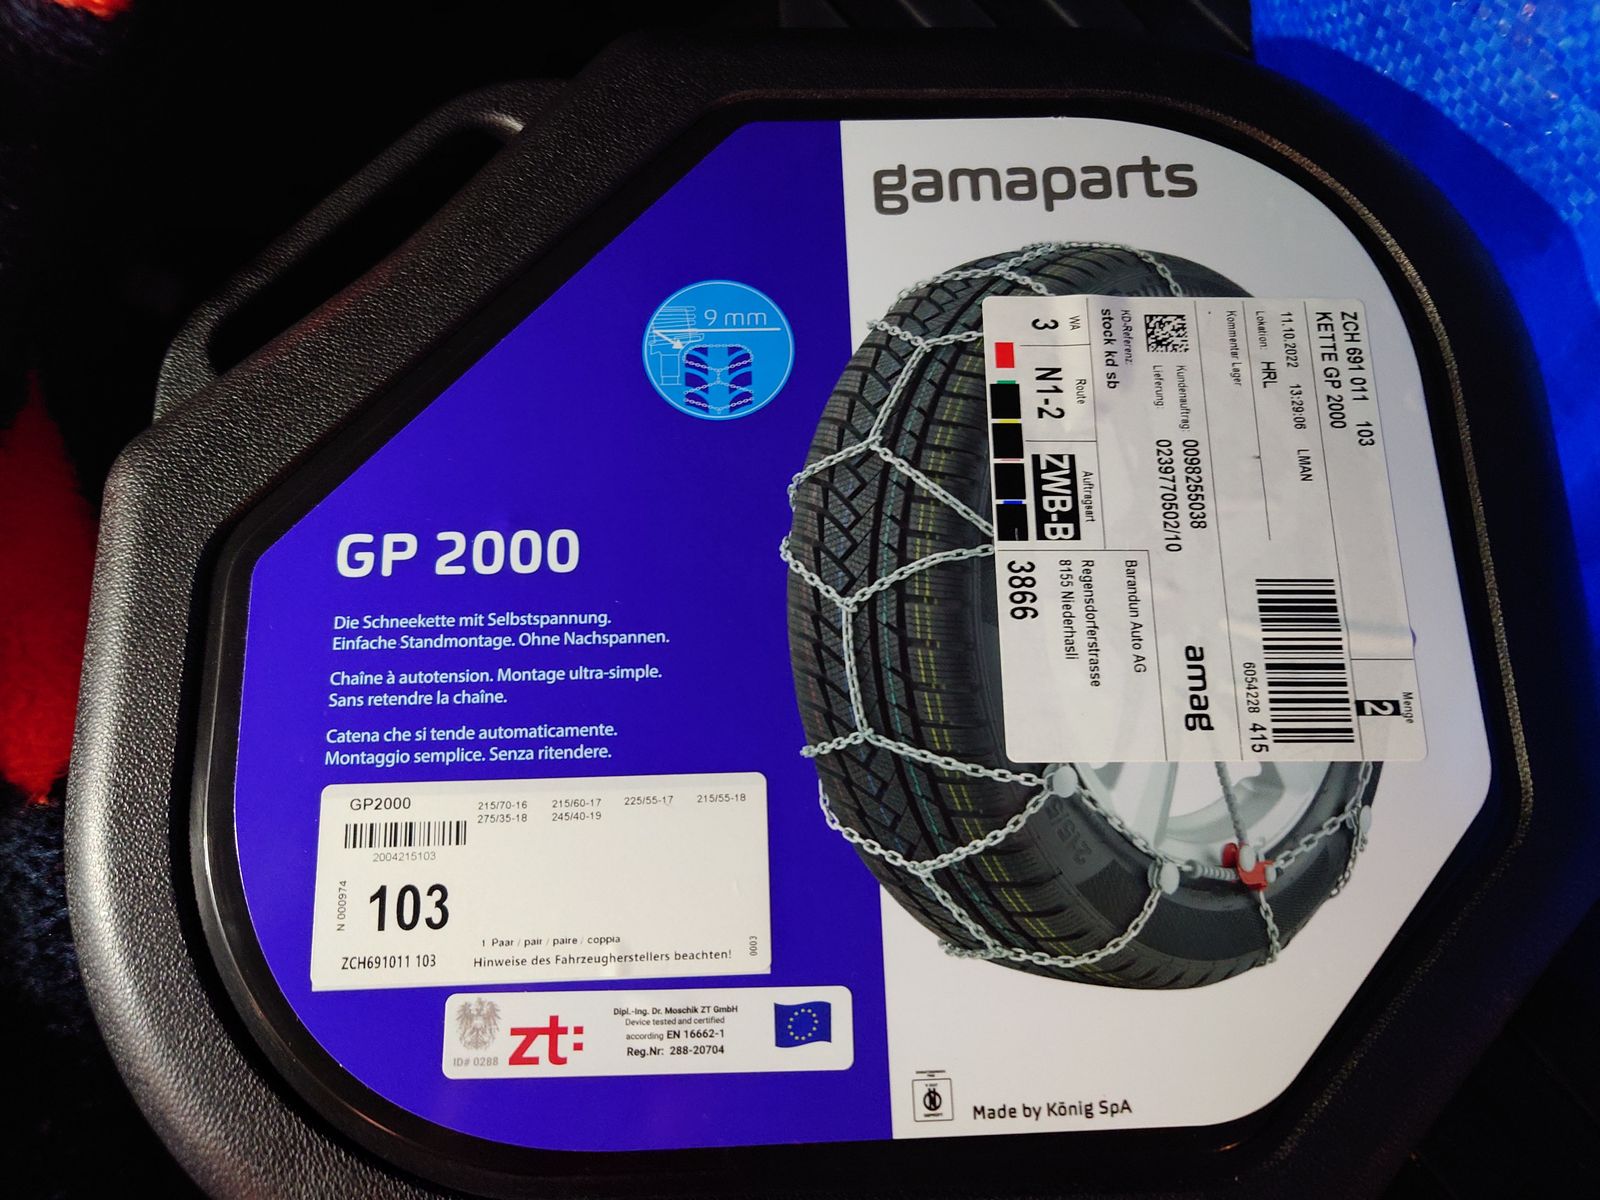 gamaparts
9 mm
GP 2000
Die Schneekette mit Selbstspannung.
Einfache Standmontage. Ohne Nachspannen.
Chaîne à autotension. Montage ultra-simple.
Sans retendre la chaîne.
Catena che si tende automaticamente.
Montaggio semplice. Senza ritendere.
GP2000
215/70-16 215/60-17 225/55-17 215/55-18
275/35-18 245/40-19
2004215103
N 000974
103
1 Paar / pair / paire / coppia
ZCH691011 103
Hinweise des Fahrzeugherstellers beachten!
0003
ID# 0288
zt:
Dipl.-Ing. Dr. Moschik ZT GmbH
Device tested and certified
according EN 16662-1
Reg.Nr: 288-20704
Made by König SpA
ZCH 691 011 103
KETTE GP 2000
Menge
2
11.10.2022 13:29:06 LMAN
Lokation: HRL
6054228 415
Kommentar Lager
Kundenauftrag: 0098255038
Lieferung: 0239770502/10
amag
KD-Referenz:
stock kd sb
Barandun Auto AG
Regensdorferstrasse
8155 Niederhasli
WA
3
Route
N1-2
Auftragsart
ZWB-B
3866